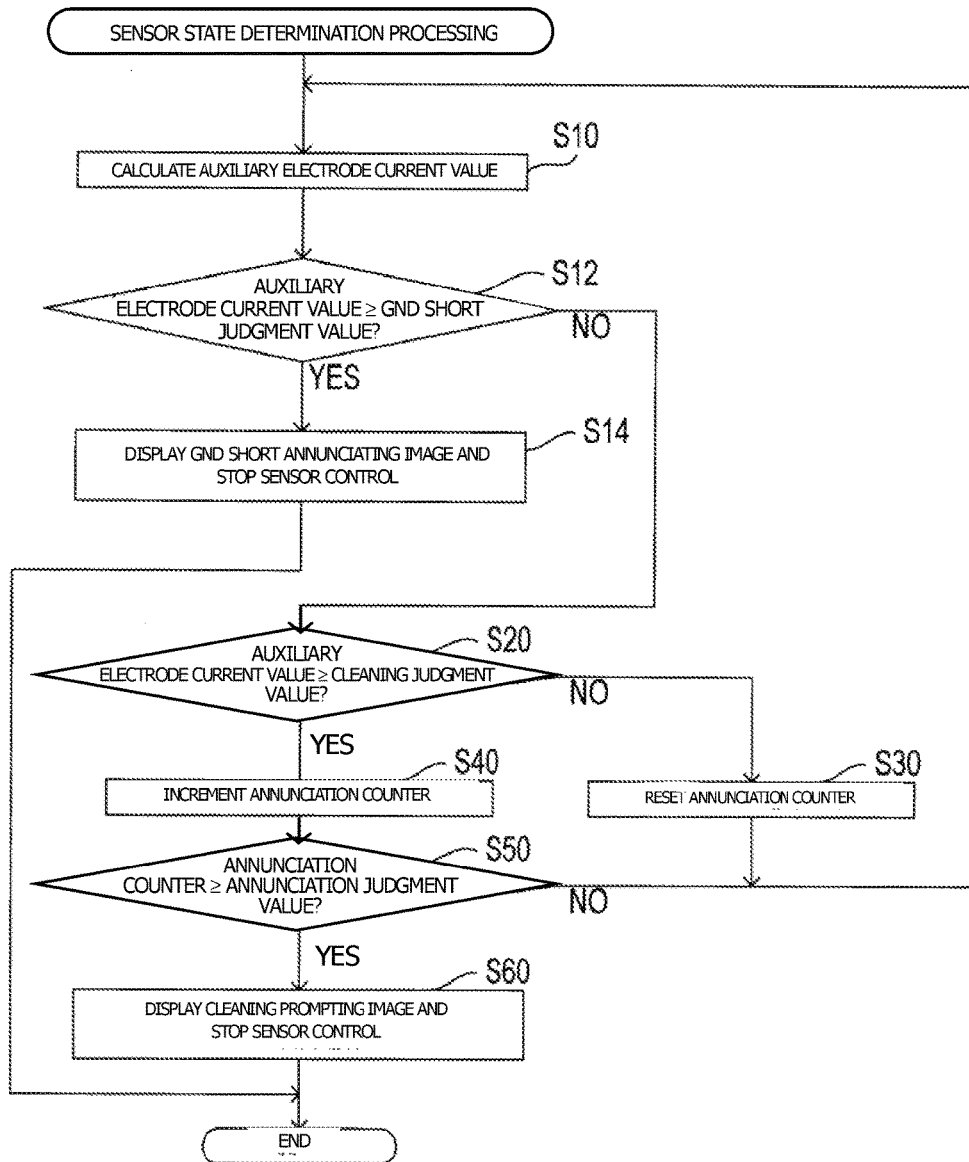 SENSOR STATE DETERMINATION PROCESSING
S10
CALCULATE AUXILIARY ELECTRODE CURRENT VALUE
S12
AUXILIARY
ELECTRODE CURRENT VALUE ≥ GND SHORT
JUDGMENT VALUE?
NO
YES
S14
DISPLAY GND SHORT ANNUNCIATING IMAGE AND
STOP SENSOR CONTROL
S20
AUXILIARY
ELECTRODE CURRENT VALUE ≥ CLEANING JUDGMENT
VALUE?
NO
YES
S40
INCREMENT ANNUNCIATION COUNTER
S30
RESET ANNUNCIATION COUNTER
S50
ANNUNCIATION
COUNTER ≥ ANNUNCIATION JUDGMENT
VALUE?
NO
YES
S60
DISPLAY CLEANING PROMPTING IMAGE AND
STOP SENSOR CONTROL
END